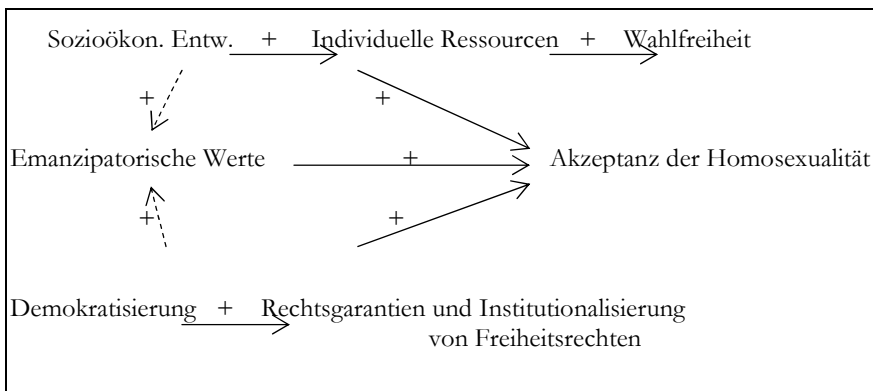 Sozioökon. Entw. + Individuelle Ressourcen + Wahlfreiheit
+ +
Emanzipatorische Werte + Akzeptanz der Homosexualität
+ +
Demokratisierung + Rechtsgarantien und Institutionalisierung
von Freiheitsrechten